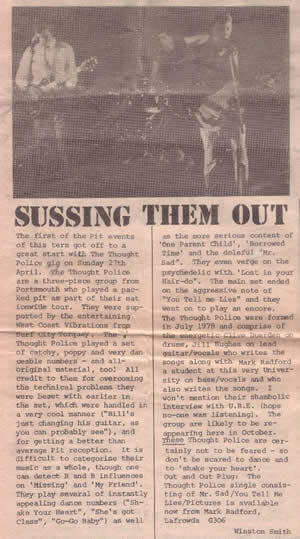 SUSSING THEM OUT
The first of the Pit events
of this term got off to a
great start with The Thought
Police gig on Sunday 27th
April. The Thought Police
are a three-piece group from
Portsmouth who played a pac-
ked pit as part of their nat
ionwide tour. They were sup-
ported by the entertaining
West Coast Vibrations from
Surf City Company. The
Thought Police played a set
of catchy, poppy and very dan
ceable numbers - and all-
original material, too! All
credit to them for overcoming
the technical problems they
were beset with earlier in
the set, which were handled in
a very cool manner ("Bill's
just changing his guitar, as
you can probably see"), and
for getting a better than
average Pit reception. It is
difficult to categorise their
music as a whole, though one
can detect R and B influences
on 'Missing' and 'My Friend'.
They play several of instantly
appealing dance numbers ("Sh-
ake Your Heart", "She's got
Class", "Go-Go Baby") as well
as the more serious content of
'One Parent Child', 'Borrowed
Time' and the doleful "Mr.
Sad". They even verge on the
psychedelic with 'Lost in your
Hair-do'. The main set ended
on the aggressive note of
"You Tell me Lies" and they
went on to play an encore.
The Thought Police were formed
in July 1978 and comprise of
the energetic Clive on
drums, Bill Hughes on lead
guitar/vocals who writes the
songs along with Mark Radford
a student at this very Univer-
sity on bass/vocals and who
also writes the songs. I
won't mention their shambolic
interview with U.R.E. (hope
no-one was listening). The
group are likely to be re-
appearing here in October.
These Thought Police are cer-
tainly not to be feared - so
don't be scared to dance and
to 'shake your heart'.
Out and Out Plug: The
Thought Police single consis-
ting of Mr. Sad/You Tell Me
Lies/Pictures is available
now from Mark Radford,
Lafrowda G306
Winston Smith